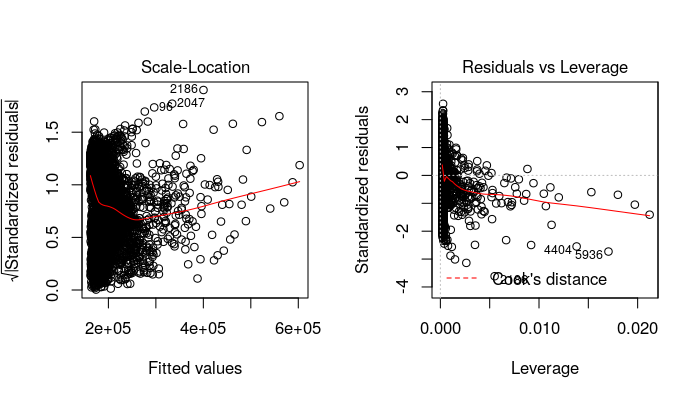 Scale-Location
√|Standardized residuals|
0.0
0.5
1.0
1.5
2186
96
2047
2e+05
4e+05
6e+05
Fitted values
Residuals vs Leverage
Standardized residuals
3
2
1
0
-2
-4
4404
5936
Cook's distance
0.000
0.010
0.020
Leverage